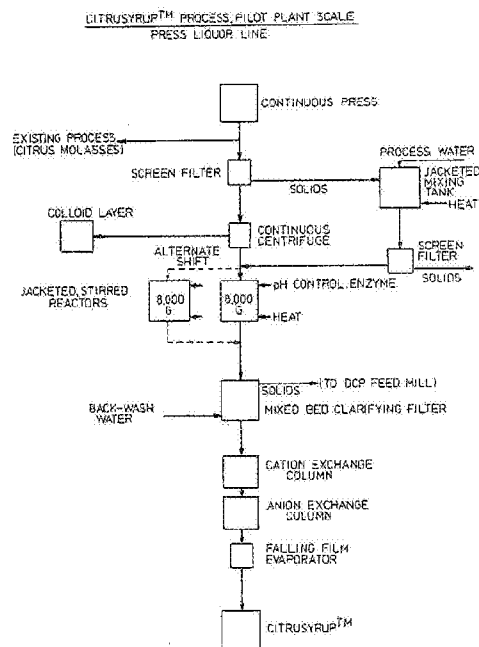 CITRUSYRUP™ PROCESS, PILOT PLANT SCALE
PRESS LIQUOR LINE
CONTINUOUS PRESS
EXISTING PROCESS
(CITRUS MOLASSES)
PROCESS WATER
SCREEN FILTER
SOLIDS
JACKETED
MIXING
TANK
HEAT
COLLOID LAYER
CONTINUOUS
CENTRIFUGE
ALTERNATE
SHIFT
SCREEN
FILTER
SOLIDS
JACKETED, STIRRED
REACTORS
8,000
G
8,000
G
pH CONTROL, ENZYME
HEAT
SOLIDS
(TO DCP FEED MILL)
BACK-WASH
WATER
MIXED BED CLARIFYING FILTER
CATION EXCHANGE
COLUMN
ANION EXCHANGE
COLUMN
FALLING FILM
EVAPORATOR
CITRUSYRUP™